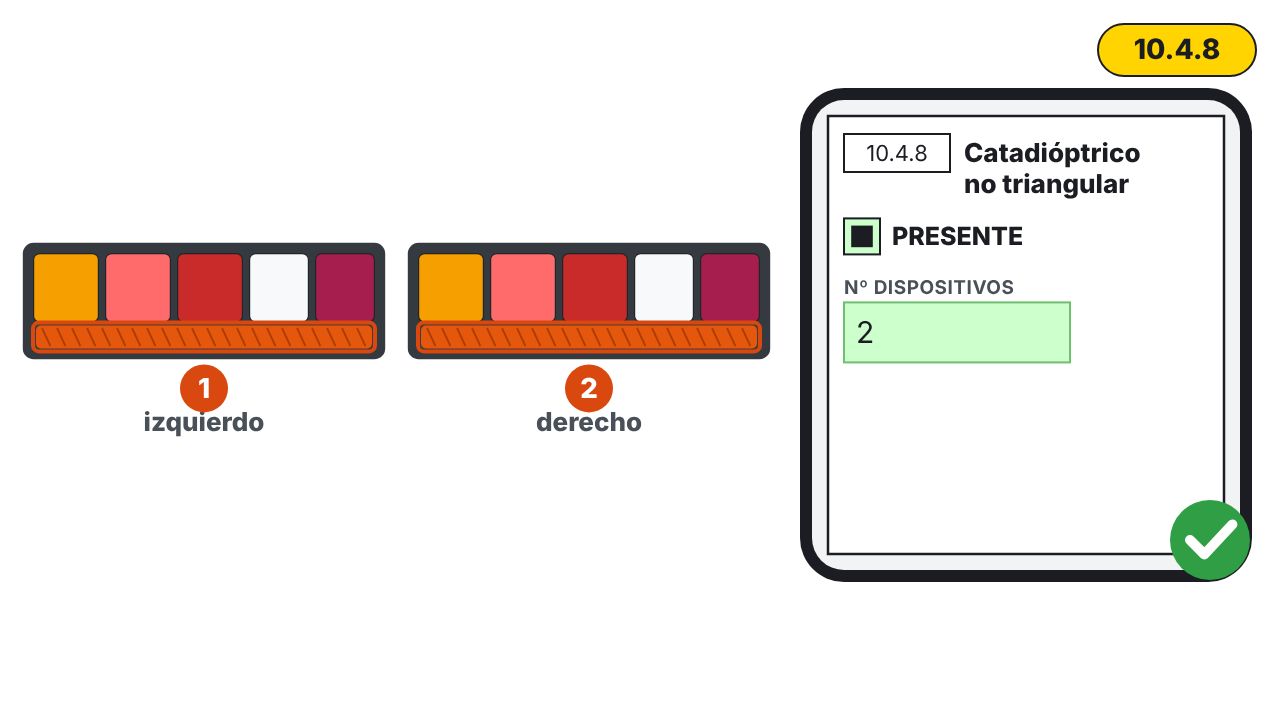 10.4.8
10.4.8
Catadióptrico
no triangular
PRESENTE
Nº DISPOSITIVOS
2
1
izquierdo
2
derecho